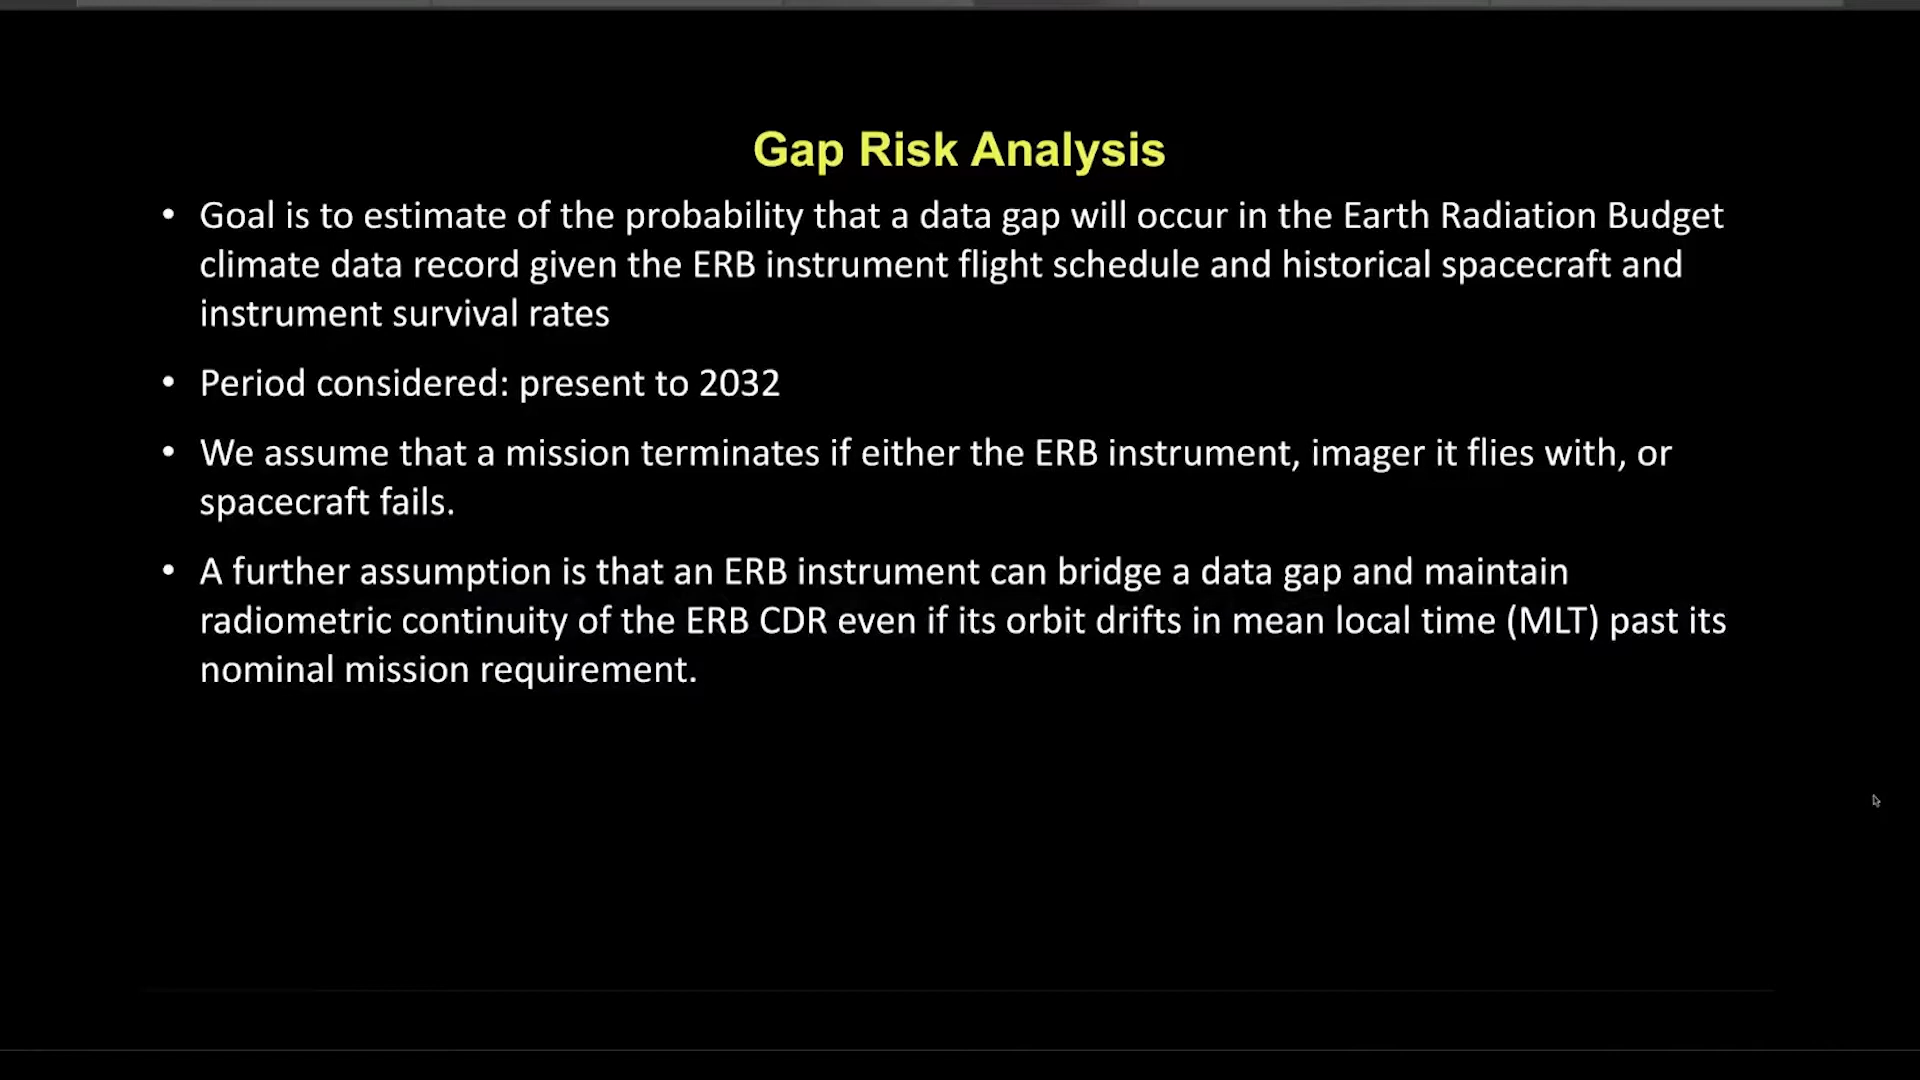 Gap Risk Analysis
• Goal is to estimate of the probability that a data gap will occur in the Earth Radiation Budget
climate data record given the ERB instrument flight schedule and historical spacecraft and
instrument survival rates
• Period considered: present to 2032
• We assume that a mission terminates if either the ERB instrument, imager it flies with, or
spacecraft fails.
• A further assumption is that an ERB instrument can bridge a data gap and maintain
radiometric continuity of the ERB CDR even if its orbit drifts in mean local time (MLT) past its
nominal mission requirement.